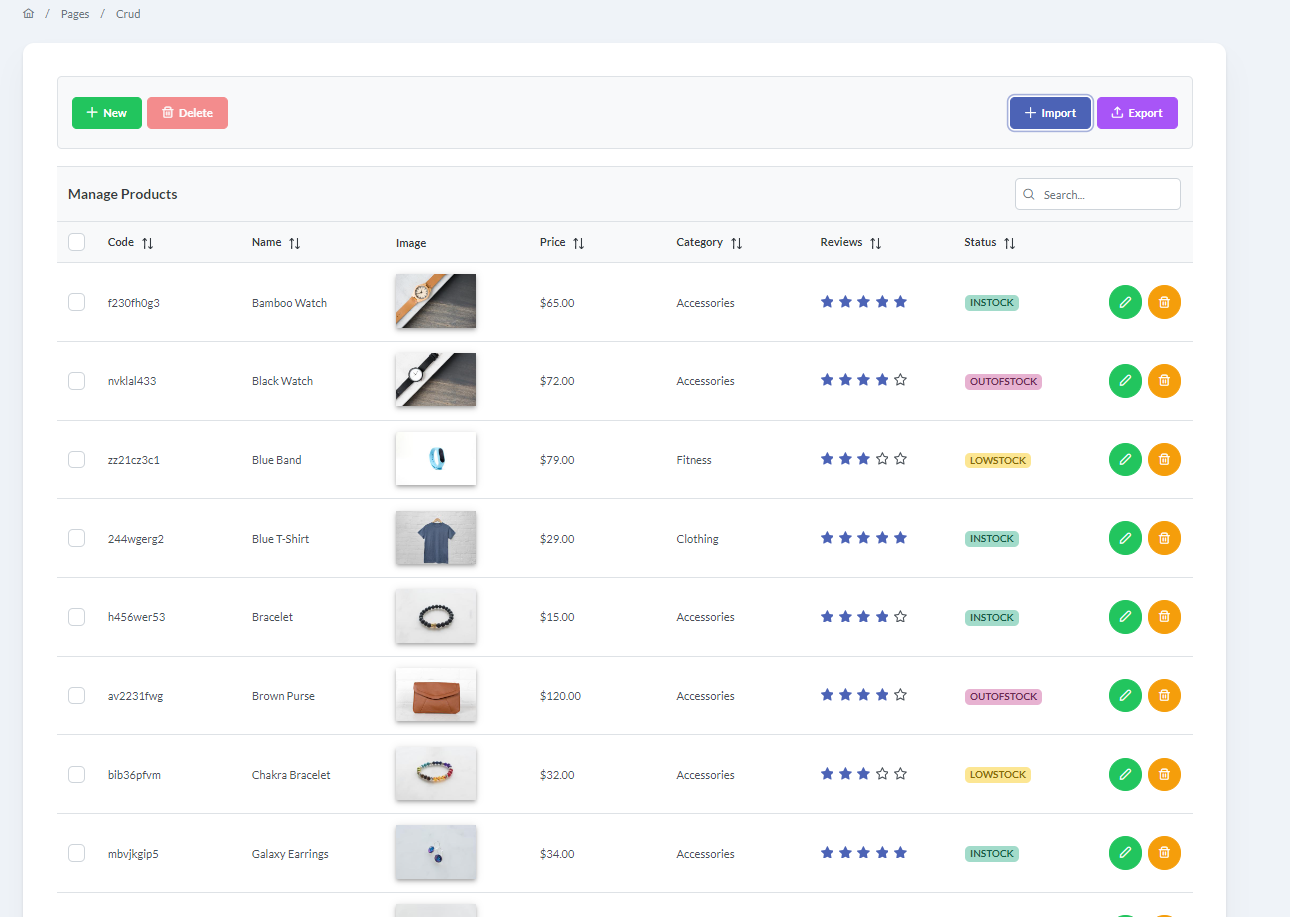 / Pages / Crud
New Delete Import Export
Manage Products Search...
Code Name Image Price Category Reviews Status
f230fh0g3 Bamboo Watch $65.00 Accessories INSTOCK
nvklal433 Black Watch $72.00 Accessories OUTOFSTOCK
zz21cz3c1 Blue Band $79.00 Fitness LOWSTOCK
244wgerg2 Blue T-Shirt $29.00 Clothing INSTOCK
h456wer53 Bracelet $15.00 Accessories INSTOCK
av2231fwg Brown Purse $120.00 Accessories OUTOFSTOCK
bib36pfvm Chakra Bracelet $32.00 Accessories LOWSTOCK
mbvjkgip5 Galaxy Earrings $34.00 Accessories INSTOCK